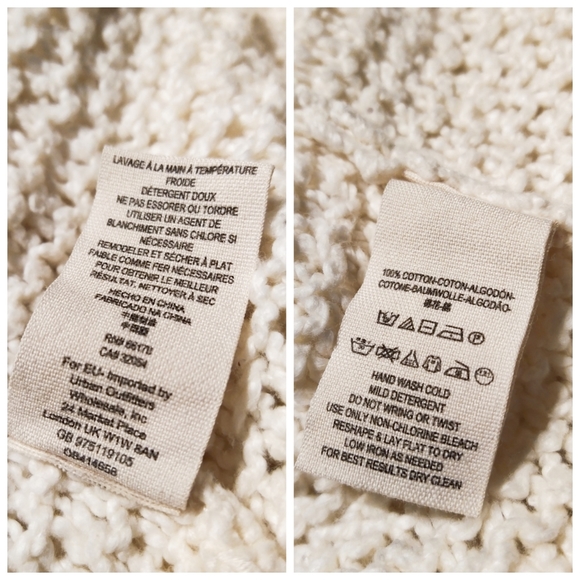 LAVAGE À LA MAIN À TEMPÉRATURE
FROIDE
DÉTERGENT DOUX
NE PAS ESSORER OU TORDRE
UTILISER UN AGENT DE
BLANCHIMENT SANS CHLORE SI
NÉCESSAIRE
REMODELER ET SÉCHER À PLAT
FAIBLE COMME FER NÉCESSAIRES
POUR OBTENIR LE MEILLEUR
RÉSULTAT, NETTOYER À SEC
HECHO EN CHINA
FABRICADO NA CHINA
RN# 66170
CA# 32054
For EU- Imported by
Urban Outfitters
Wholesale, Inc
24 Market Place
London UK W1W 8AN
GB 975119105
100% COTTON-COTON-ALGODÓN-
COTONE-BAUMWOLLE-ALGODÃO-
HAND WASH COLD
MILD DETERGENT
DO NOT WRING OR TWIST
USE ONLY NON-CHLORINE BLEACH
RESHAPE & LAY FLAT TO DRY
LOW IRON AS NEEDED
FOR BEST RESULTS DRY CLEAN